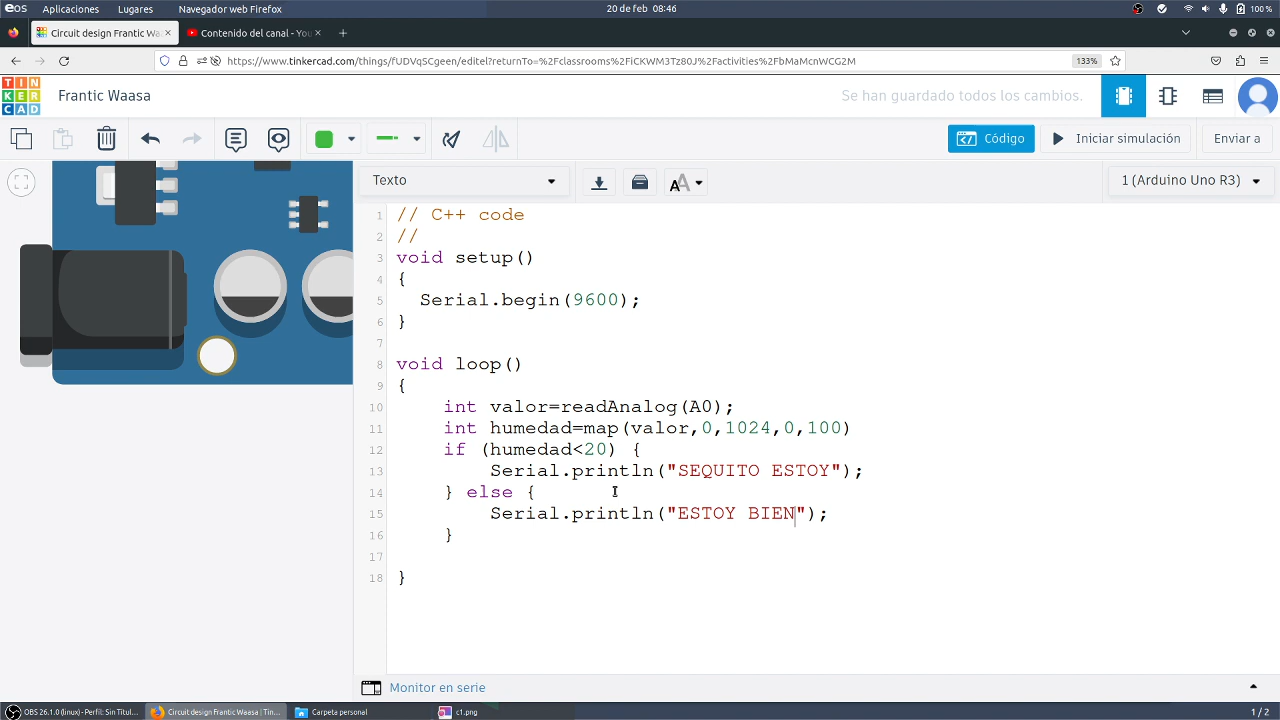 eos Aplicaciones Lugares Navegador web Firefox 20 de feb 08:46 100 %
Circuit design Frantic Wa × Contenido del canal - You × +
https://www.tinkercad.com/things/fUDVqSCgeen/editel?returnTo=%2Fclassrooms%2FiCKWM3Tz80J%2Factivities%2FbMaMcnWCG2M 133%
TIN
KER
CAD
Frantic Waasa Se han guardado todos los cambios.
Código Iniciar simulación Enviar a
Texto AA 1 (Arduino Uno R3)
1 // C++ code
2 //
3 void setup()
4 {
5 Serial.begin(9600);
6 }
7
8 void loop()
9 {
10 int valor=readAnalog(A0);
11 int humedad=map(valor,0,1024,0,100)
12 if (humedad<20) {
13 Serial.println("SEQUITO ESTOY");
14 } else {
15 Serial.println("ESTOY BIEN");
16 }
17
18 }
Monitor en serie
OBS 26.1.0 (linux) - Perfil: Sin Titul... Circuit design Frantic Waasa | Tin... Carpeta personal c1.png 1 / 2